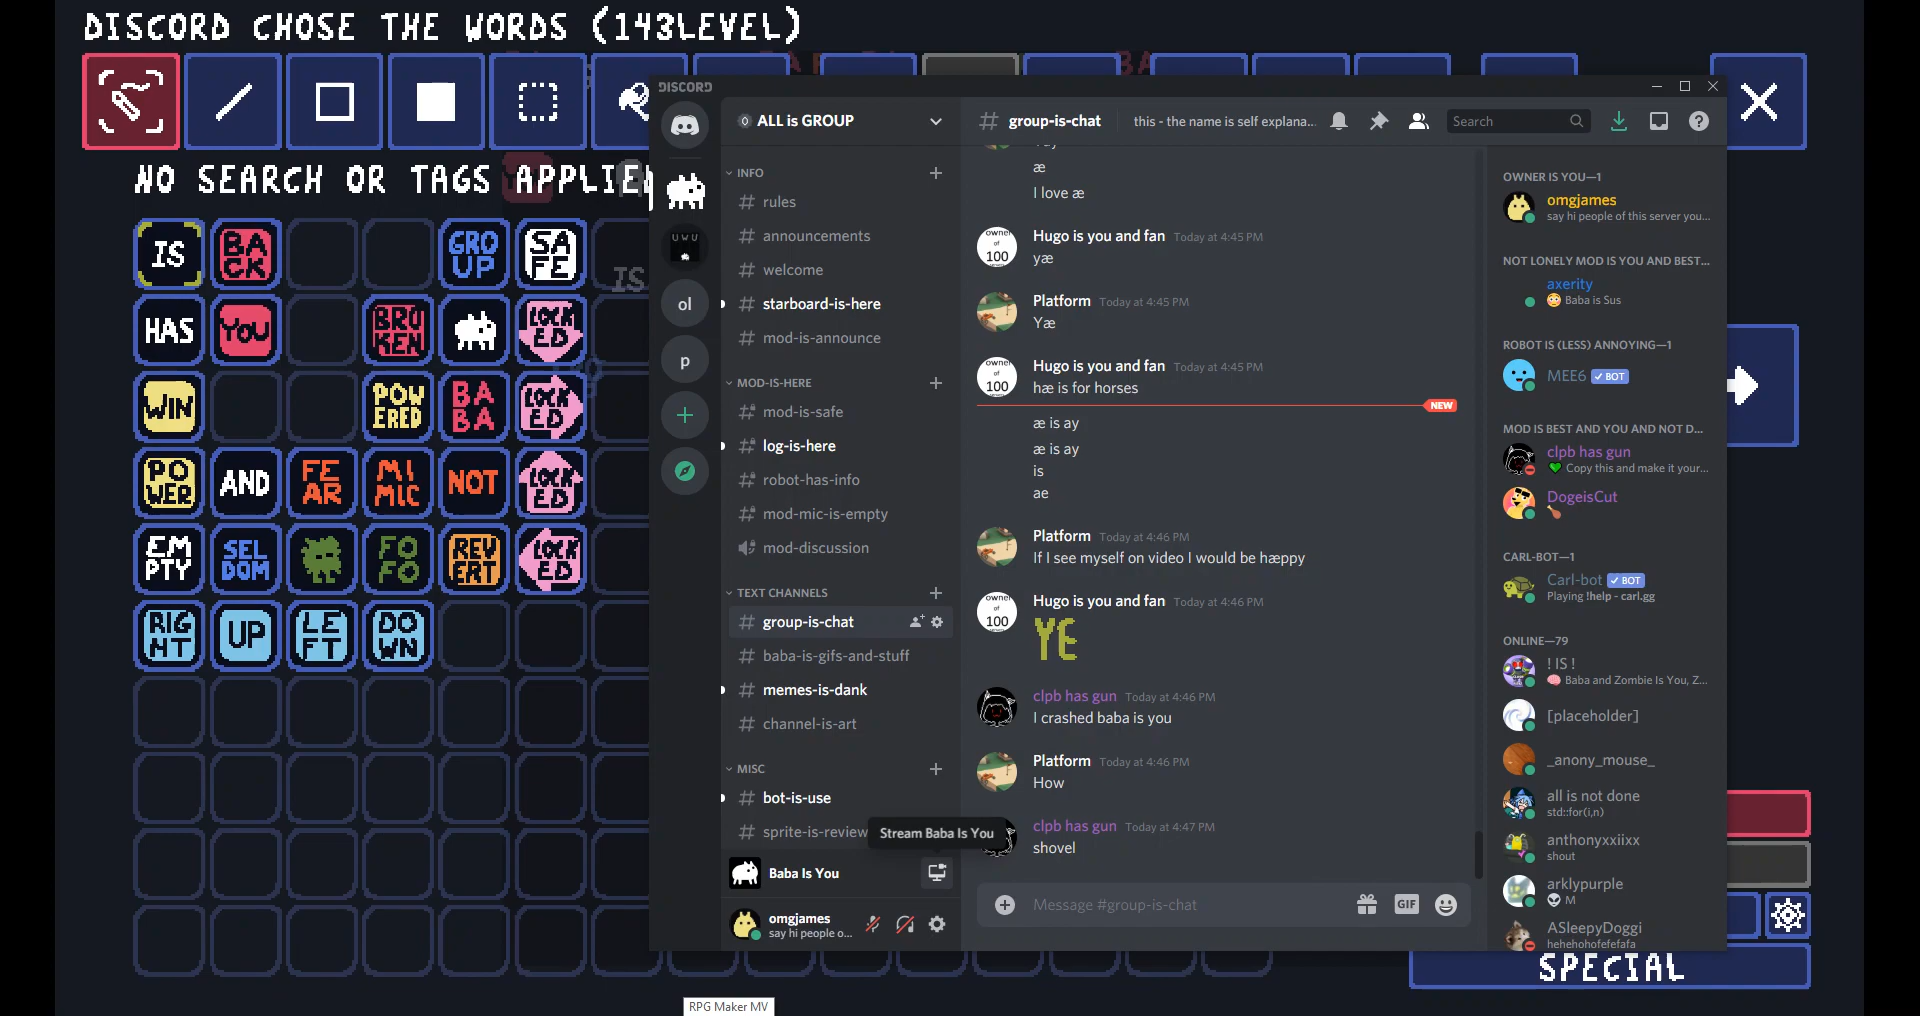 DISCORD CHOSE THE WORDS (143LEVEL)
NO SEARCH OR TAGS APPLIE
IS
BACK
GROUP
SAFE
IS
HAS
YOU
BROKEN
LOCKED
WIN
POWERED
BABA
LOCKED
POWER
AND
FEAR
MIMIC
NOT
LOCKED
EMPTY
SELDOM
FOFO
REVERT
LOCKED
RIGHT
UP
LEFT
DOWN
SPECIAL
RPG Maker MV
DISCORD
UWU
ol
p
ALL is GROUP
INFO
rules
announcements
welcome
starboard-is-here
mod-is-announce
MOD-IS-HERE
mod-is-safe
log-is-here
robot-has-info
mod-mic-is-empty
mod-discussion
TEXT CHANNELS
group-is-chat
baba-is-gifs-and-stuff
memes-is-dank
channel-is-art
MISC
bot-is-use
sprite-is-review
Stream Baba Is You
Baba Is You
omgjames
say hi people o...
# group-is-chat
this - the name is self explana...
Search
æ
I love æ
owner of 100
Hugo is you and fan Today at 4:45 PM
yæ
Platform Today at 4:45 PM
Yæ
owner of 100
Hugo is you and fan Today at 4:45 PM
hæ is for horses
NEW
æ is ay
æ is ay
is
ae
Platform Today at 4:46 PM
If I see myself on video I would be hæppy
owner of 100
Hugo is you and fan Today at 4:46 PM
YE
clpb has gun Today at 4:46 PM
I crashed baba is you
Platform Today at 4:46 PM
How
clpb has gun Today at 4:47 PM
shovel
Message #group-is-chat
GIF
OWNER IS YOU—1
omgjames
say hi people of this server you...
NOT LONELY MOD IS YOU AND BEST...
axerity
Baba is Sus
ROBOT IS (LESS) ANNOYING—1
MEE6 BOT
MOD IS BEST AND YOU AND NOT D...
clpb has gun
Copy this and make it your...
DogeisCut
CARL-BOT—1
Carl-bot BOT
Playing !help - carl.gg
ONLINE—79
! IS !
Baba and Zombie Is You, Z...
[placeholder]
_anony_mouse_
all is not done
std::for(i,n)
anthonyxxiixx
shout
arklypurple
M
ASleepyDoggi
hehehohofefefafa